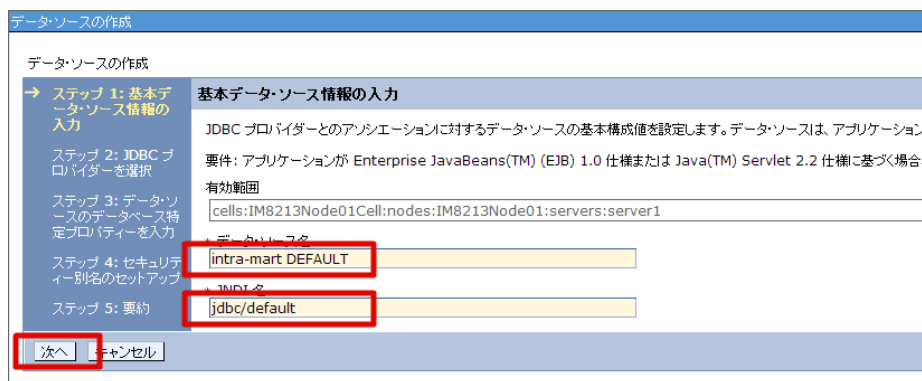 データ・ソースの作成
データ・ソースの作成
→ ステップ 1: 基本デ
ータ・ソース情報の
入力
ステップ 2: JDBC プ
ロバイダーを選択
ステップ 3: データ・ソ
ースのデータベース特
定プロパティーを入力
ステップ 4: セキュリテ
ィー別名のセットアップ
ステップ 5: 要約
基本データ・ソース情報の入力
JDBC プロバイダーとのアソシエーションに対するデータ・ソースの基本構成値を設定します。データ・ソースは、アプリケーション
要件: アプリケーションが Enterprise JavaBeans(TM) (EJB) 1.0 仕様または Java(TM) Servlet 2.2 仕様に基づく場合
有効範囲
cells:IM8213Node01Cell:nodes:IM8213Node01:servers:server1
* データ・ソース名
intra-mart DEFAULT
* JNDI 名
jdbc/default
次へ キャンセル